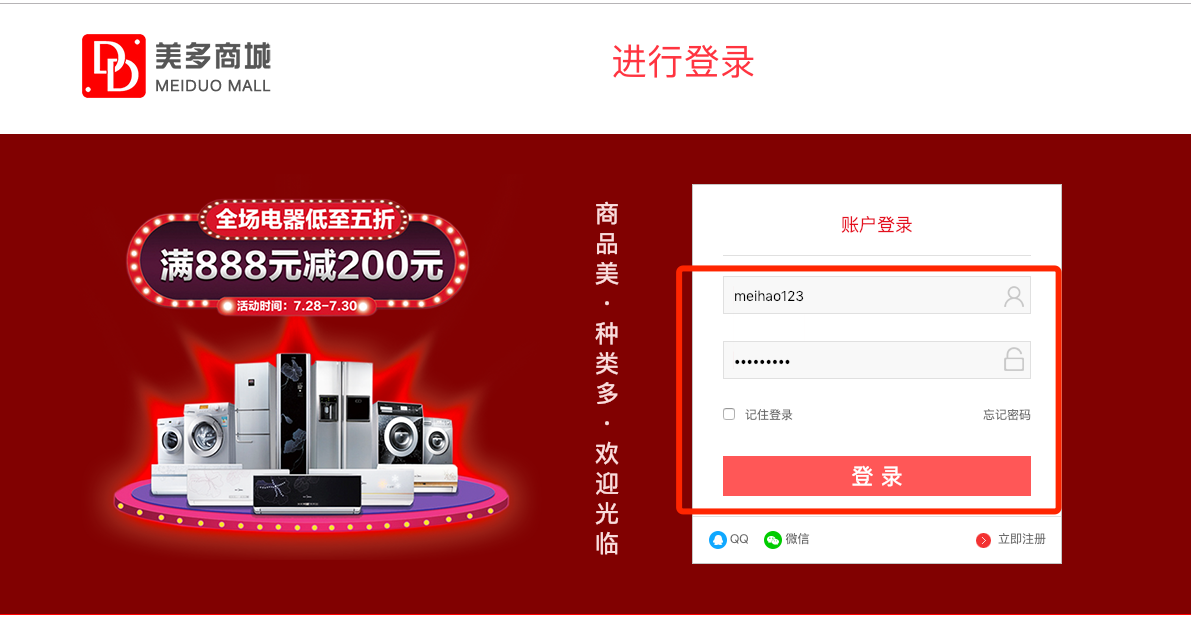 美多商城
MEIDUO MALL
进行登录
全场电器低至五折
满888元减200元
活动时间：7.28-7.30
商品美·种类多·欢迎光临
账户登录
meihao123
•••••••••
记住登录 忘记密码
登录
QQ 微信 立即注册